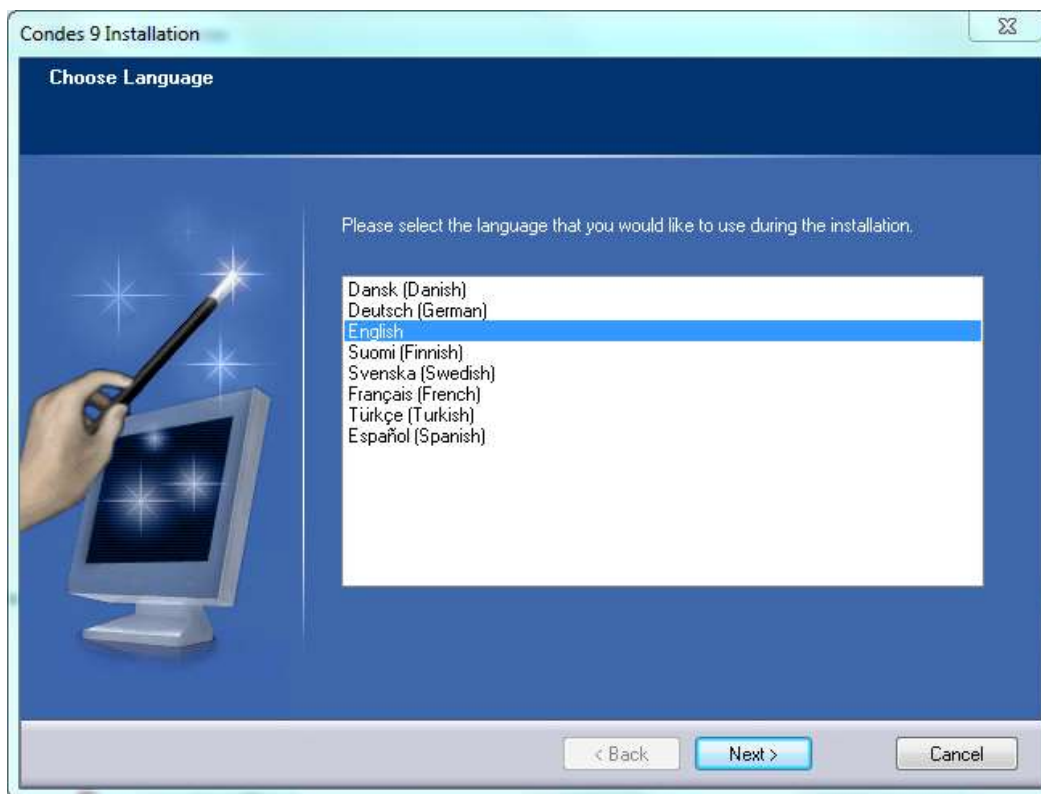 Condes 9 Installation
Choose Language
Please select the language that you would like to use during the installation.
Dansk (Danish)
Deutsch (German)
English
Suomi (Finnish)
Svenska (Swedish)
Français (French)
Türkçe (Turkish)
Español (Spanish)
< Back
Next >
Cancel